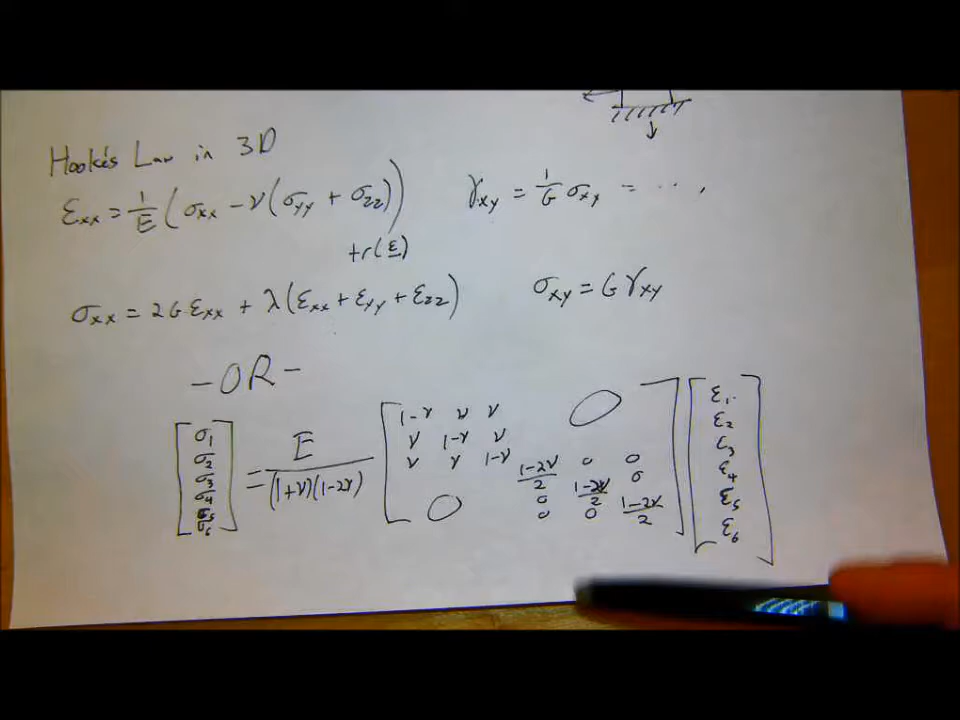 Hooke's Law in 3D
εxx = 1/E (σxx - ν(σyy + σzz)) γxy = 1/G σxy = ...,
tr(ε)
σxx = 2G εxx + λ(εxx + εyy + εzz) σxy = G γxy
-OR-
[σ1 σ2 σ3 σ4 σ5 σ6] = E/((1+ν)(1-2ν)) [ [ε1 ε2 ε3 ε4 ε5 ε6]
1-ν ν ν 0
ν 1-ν ν
ν ν 1-ν
0 (1-2ν)/2 0 0
0 (1-2ν)/2 0
0 0 (1-2ν)/2 ]